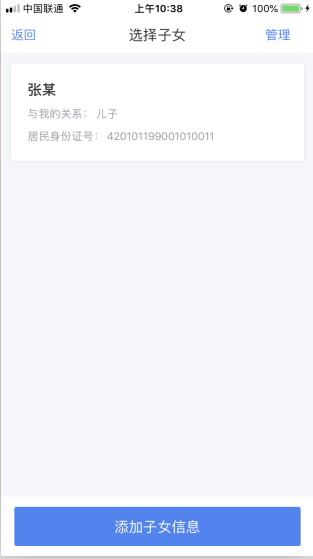 中国联通 上午10:38 100%
返回 选择子女 管理
张某
与我的关系： 儿子
居民身份证号： 420101199001010011
添加子女信息